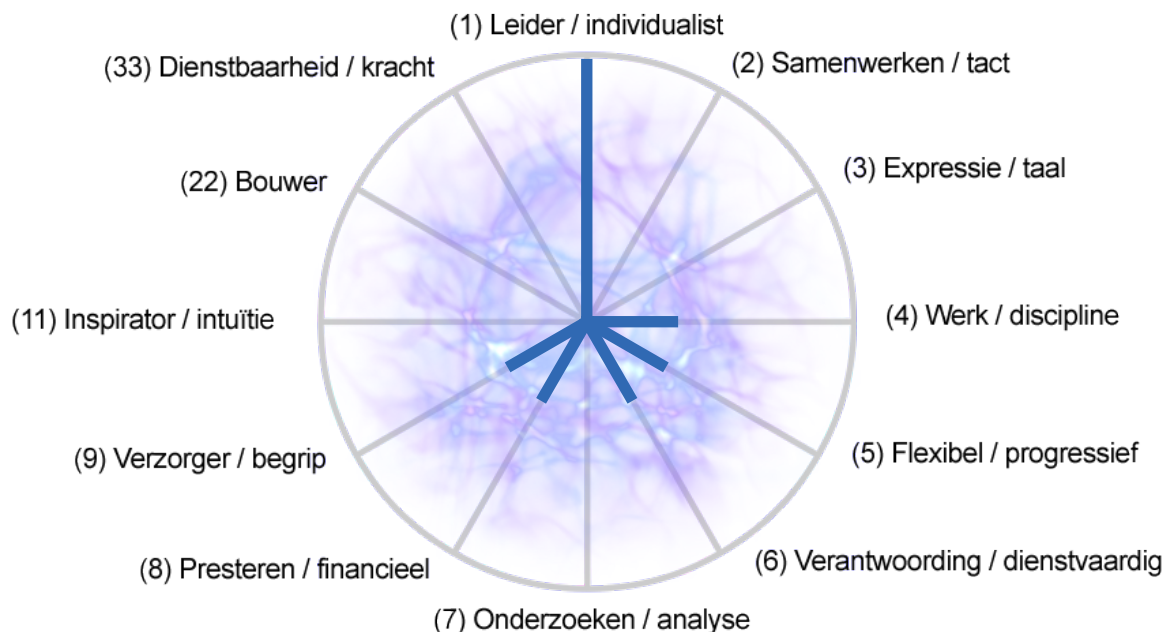 (1) Leider / individualist
(2) Samenwerken / tact
(3) Expressie / taal
(4) Werk / discipline
(5) Flexibel / progressief
(6) Verantwoording / dienstvaardig
(7) Onderzoeken / analyse
(8) Presteren / financieel
(9) Verzorger / begrip
(11) Inspirator / intuïtie
(22) Bouwer
(33) Dienstbaarheid / kracht